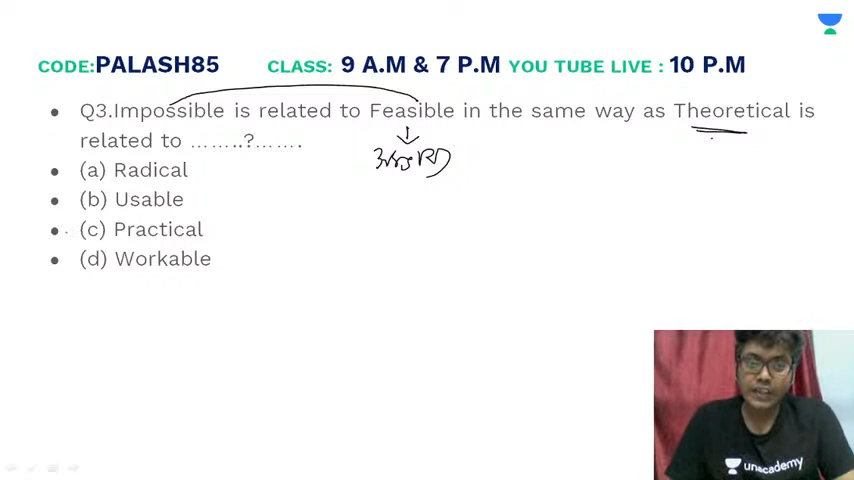 CODE:PALASH85 CLASS: 9 A.M & 7 P.M YOU TUBE LIVE : 10 P.M
• Q3.Impossible is related to Feasible in the same way as Theoretical is
related to ……..?…….
• (a) Radical
• (b) Usable
• (c) Practical
• (d) Workable
unacademy